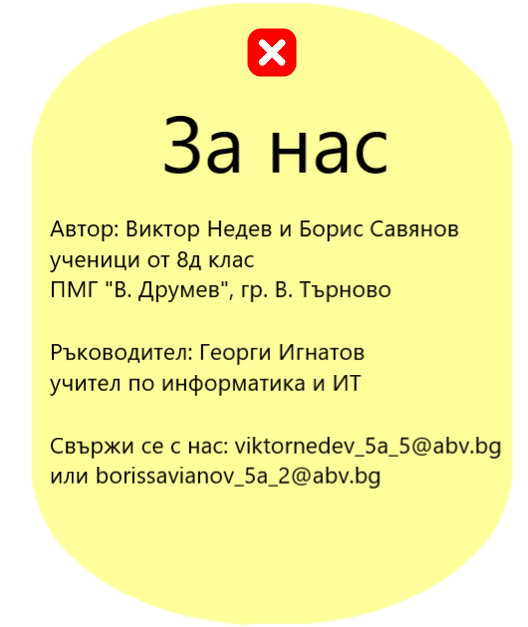 За нас
Автор: Виктор Недев и Борис Савянов
ученици от 8д клас
ПМГ "В. Друмев", гр. В. Търново
Ръководител: Георги Игнатов
учител по информатика и ИТ
Свържи се с нас: viktornedev_5a_5@abv.bg
или borissavianov_5a_2@abv.bg